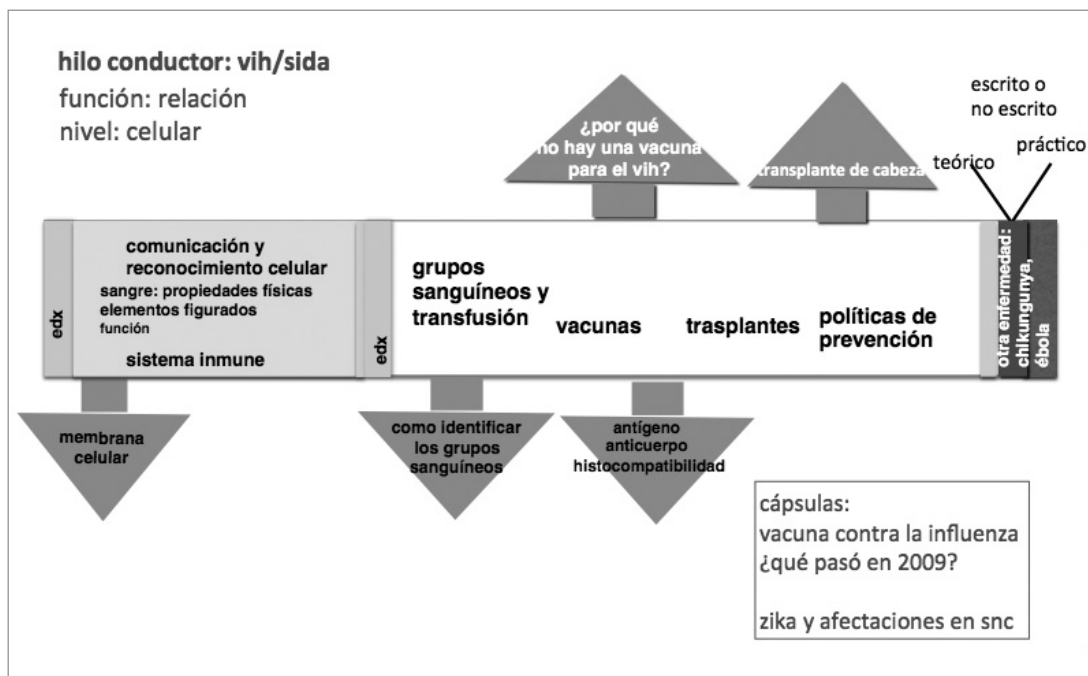 hilo conductor: vih/sida
función: relación
nivel: celular
¿por qué
no hay una vacuna
para el vih?
transplante de cabeza
escrito o
no escrito
teórico
práctico
edx
comunicación y
reconocimiento celular
sangre: propiedades físicas
elementos figurados
función
sistema inmune
edx
grupos
sanguíneos y
transfusión
vacunas
trasplantes
políticas de
prevención
otra enfermedad:
chikungunya,
ébola
membrana
celular
como identificar
los grupos
sanguíneos
antígeno
anticuerpo
histocompatibilidad
cápsulas:
vacuna contra la influenza
¿qué pasó en 2009?
zika y afectaciones en snc